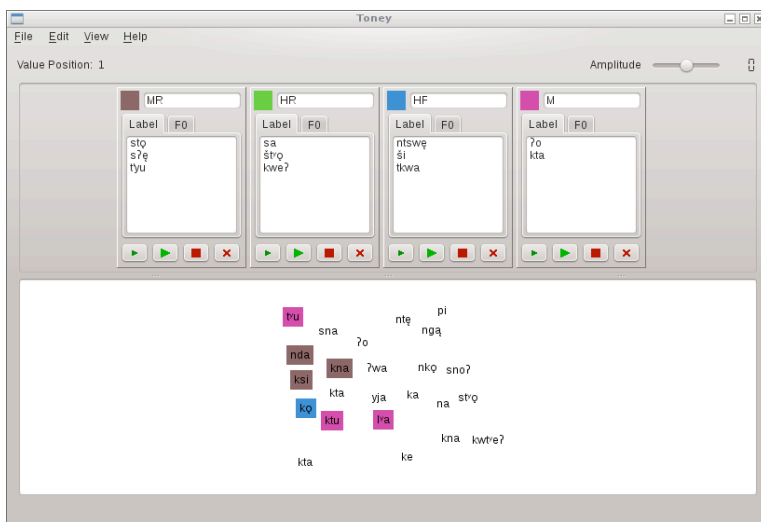 Toney
File Edit View Help
Value Position: 1 Amplitude 0
MR HR HF M
Label F0 Label F0 Label F0 Label F0
stǫ
sʔę
tʸu
sa
štʸǫ
kweʔ
ntswę
ši
tkwa
ʔo
kta
pi
tʸu
ntę
sna
ngą
ʔo
nda
kna
ʔwa
nkǫ
snoʔ
ksi
kta
yja
ka
na
stʸǫ
kǫ
ktu
lʸa
kna
kwtʸeʔ
kta
ke